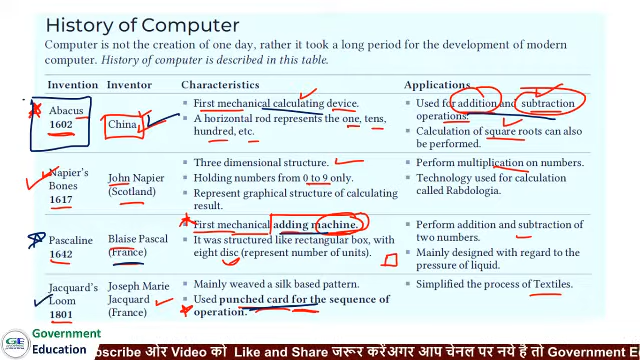 History of Computer
Computer is not the creation of one day, rather it took a long period for the development of modern
computer. History of computer is described in this table.
Invention Inventor Characteristics Applications
Abacus
1602
China
First mechanical calculating device.
A horizontal rod represents the one, tens,
hundred, etc.
Used for addition and subtraction
operations.
Calculation of square roots can also
be performed.
Napier's
Bones
1617
John Napier
(Scotland)
Three dimensional structure.
Holding numbers from 0 to 9 only.
Represent graphical structure of calculating
result.
Perform multiplication on numbers.
Technology used for calculation
called Rabdologia.
Pascaline
1642
Blaise Pascal
(France)
First mechanical adding machine.
It was structured like rectangular box, with
eight disc (represent number of units).
Perform addition and subtraction of
two numbers.
Mainly designed with regard to the
pressure of liquid.
Jacquard's
Loom
1801
Joseph Marie
Jacquard
(France)
Mainly weaved a silk based pattern.
Used punched card for the sequence of
operation.
Simplified the process of Textiles.
GE
Government
Education
ubscribe ओर Video को Like and Share जरूर करेंअगर आप चेनल पर नये है तो Government E